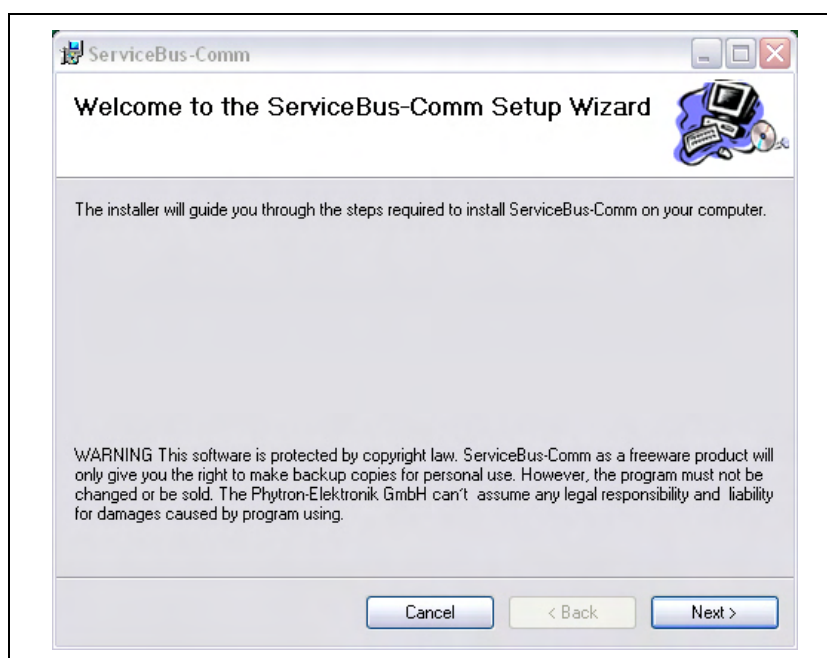 ServiceBus-Comm
Welcome to the ServiceBus-Comm Setup Wizard
The installer will guide you through the steps required to install ServiceBus-Comm on your computer.
WARNING This software is protected by copyright law. ServiceBus-Comm as a freeware product will
only give you the right to make backup copies for personal use. However, the program must not be
changed or be sold. The Phytron-Elektronik GmbH can´t assume any legal responsibility and liability
for damages caused by program using.
Cancel < Back Next >